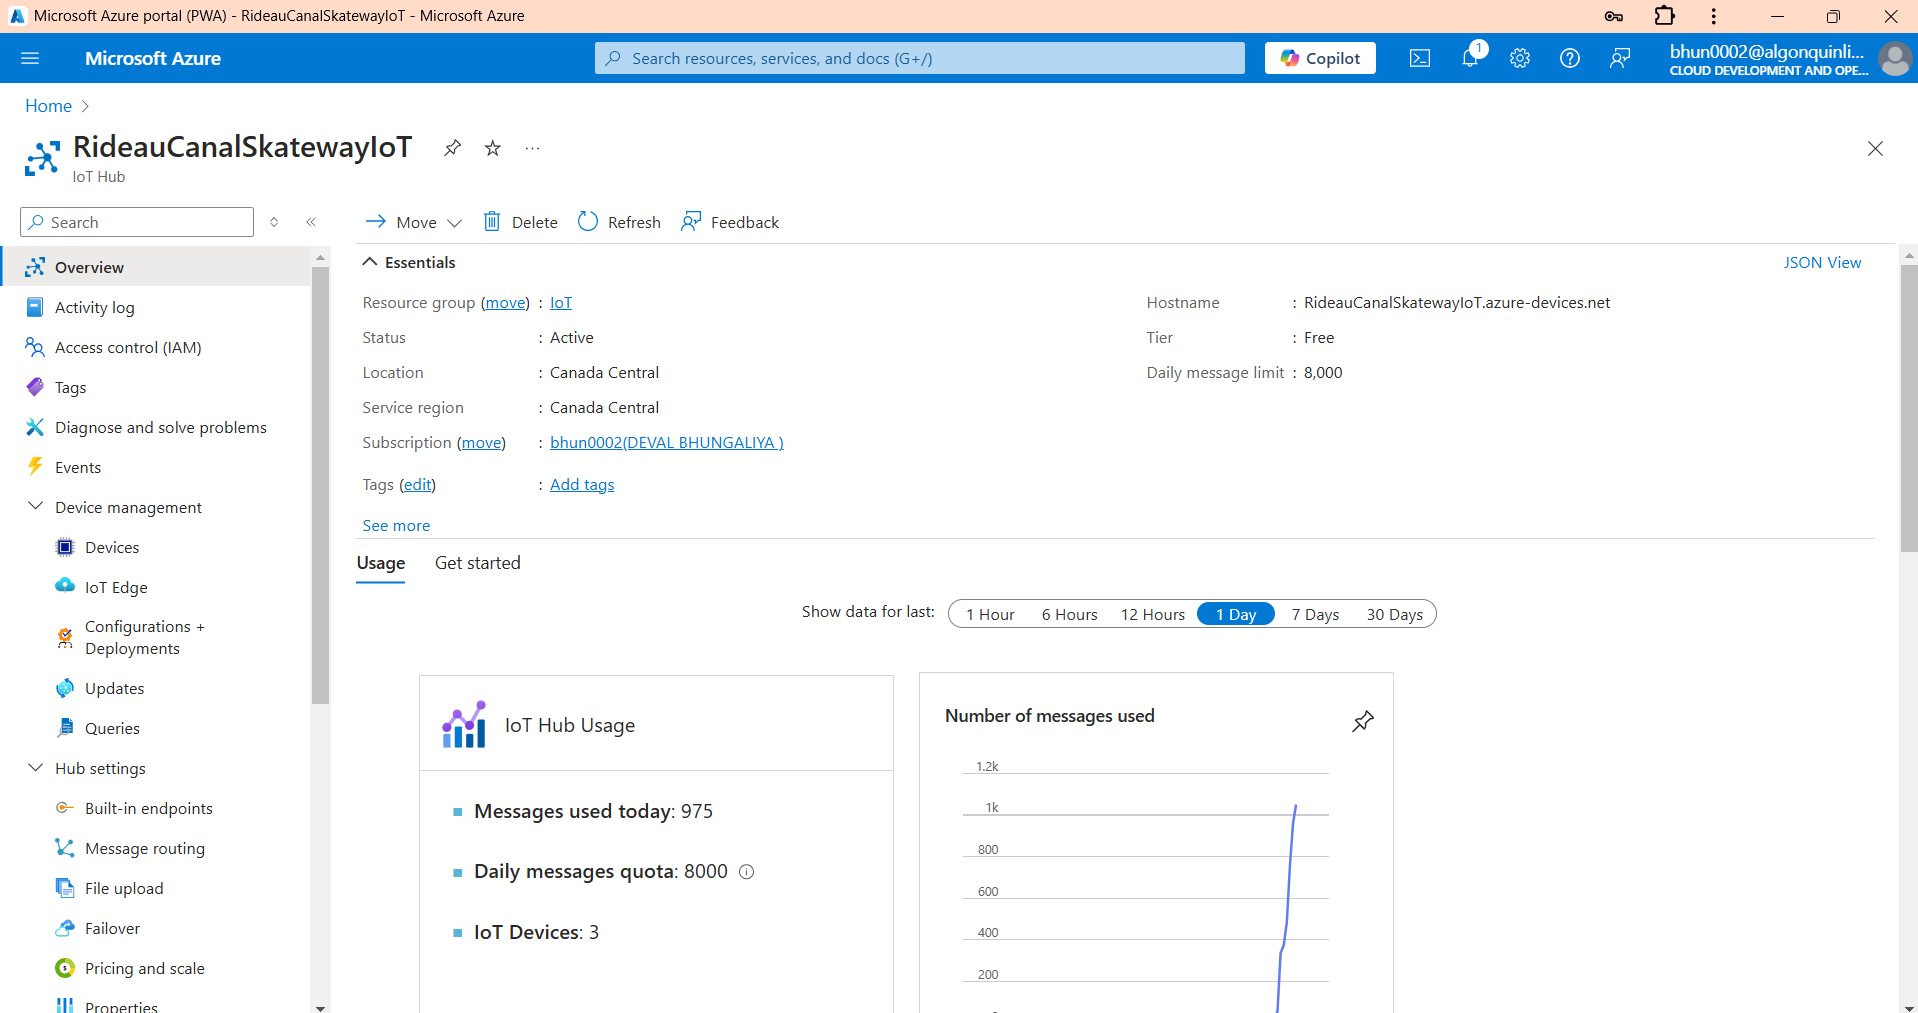 Microsoft Azure portal (PWA) - RideauCanalSkatewayIoT - Microsoft Azure
Microsoft Azure
Search resources, services, and docs (G+/)
Copilot
1
bhun0002@algonquinli...
CLOUD DEVELOPMENT AND OPE...
Home
RideauCanalSkatewayIoT
IoT Hub
Search
Move
Delete
Refresh
Feedback
Overview
Activity log
Access control (IAM)
Tags
Diagnose and solve problems
Events
Device management
Devices
IoT Edge
Configurations +
Deployments
Updates
Queries
Hub settings
Built-in endpoints
Message routing
File upload
Failover
Pricing and scale
Properties
Essentials
JSON View
Resource group (move) : IoT
Status : Active
Location : Canada Central
Service region : Canada Central
Subscription (move) : bhun0002(DEVAL BHUNGALIYA )
Tags (edit) : Add tags
See more
Hostname : RideauCanalSkatewayIoT.azure-devices.net
Tier : Free
Daily message limit : 8,000
Usage
Get started
Show data for last: 1 Hour 6 Hours 12 Hours 1 Day 7 Days 30 Days
IoT Hub Usage
Messages used today: 975
Daily messages quota: 8000
IoT Devices: 3
Number of messages used
1.2k
1k
800
600
400
200